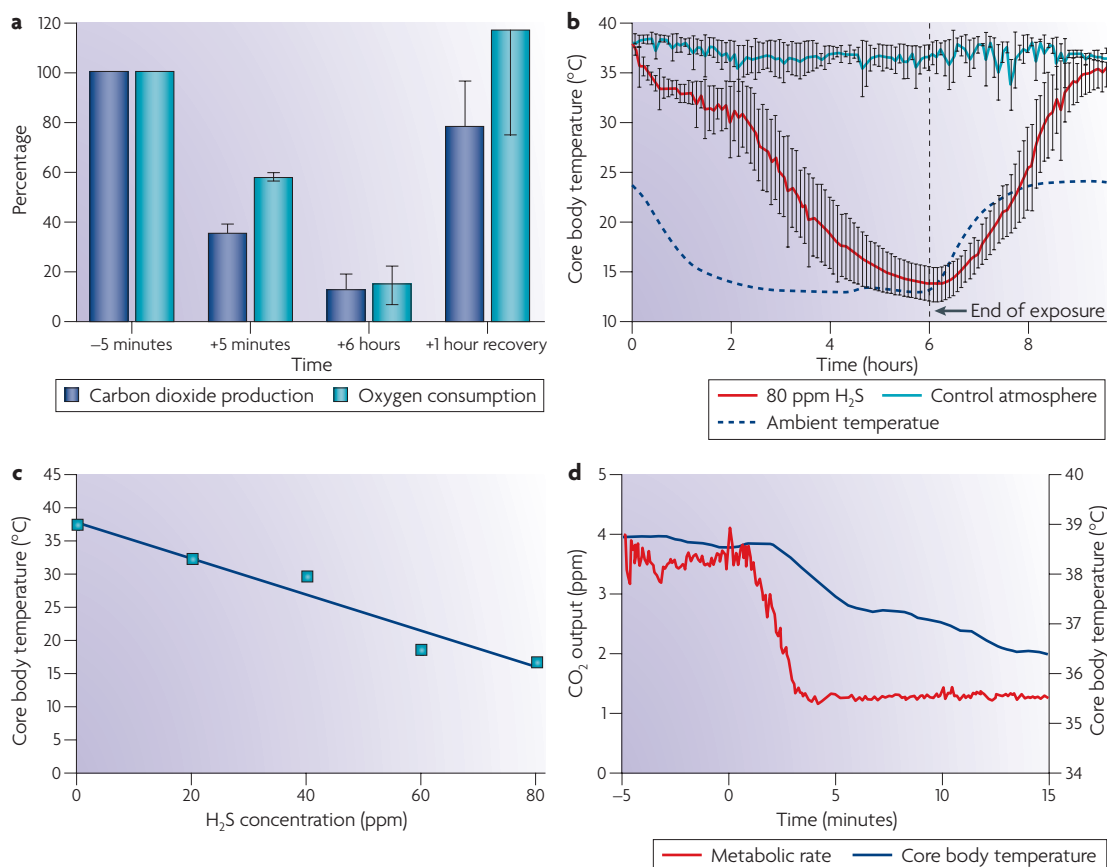 a
120
100
80
60
40
20
0
Percentage
–5 minutes
+5 minutes
+6 hours
+1 hour recovery
Time
Carbon dioxide production
Oxygen consumption
b
40
35
30
25
20
15
10
Core body temperature (°C)
End of exposure
0
2
4
6
8
Time (hours)
80 ppm H₂S
Control atmosphere
Ambient temperatue
c
45
40
35
30
25
20
15
10
5
0
Core body temperature (°C)
0
20
40
60
80
H₂S concentration (ppm)
d
5
4
3
2
1
0
CO₂ output (ppm)
40
39
38
37
36
35
34
Core body temperature (°C)
–5
0
5
10
15
Time (minutes)
Metabolic rate
Core body temperature